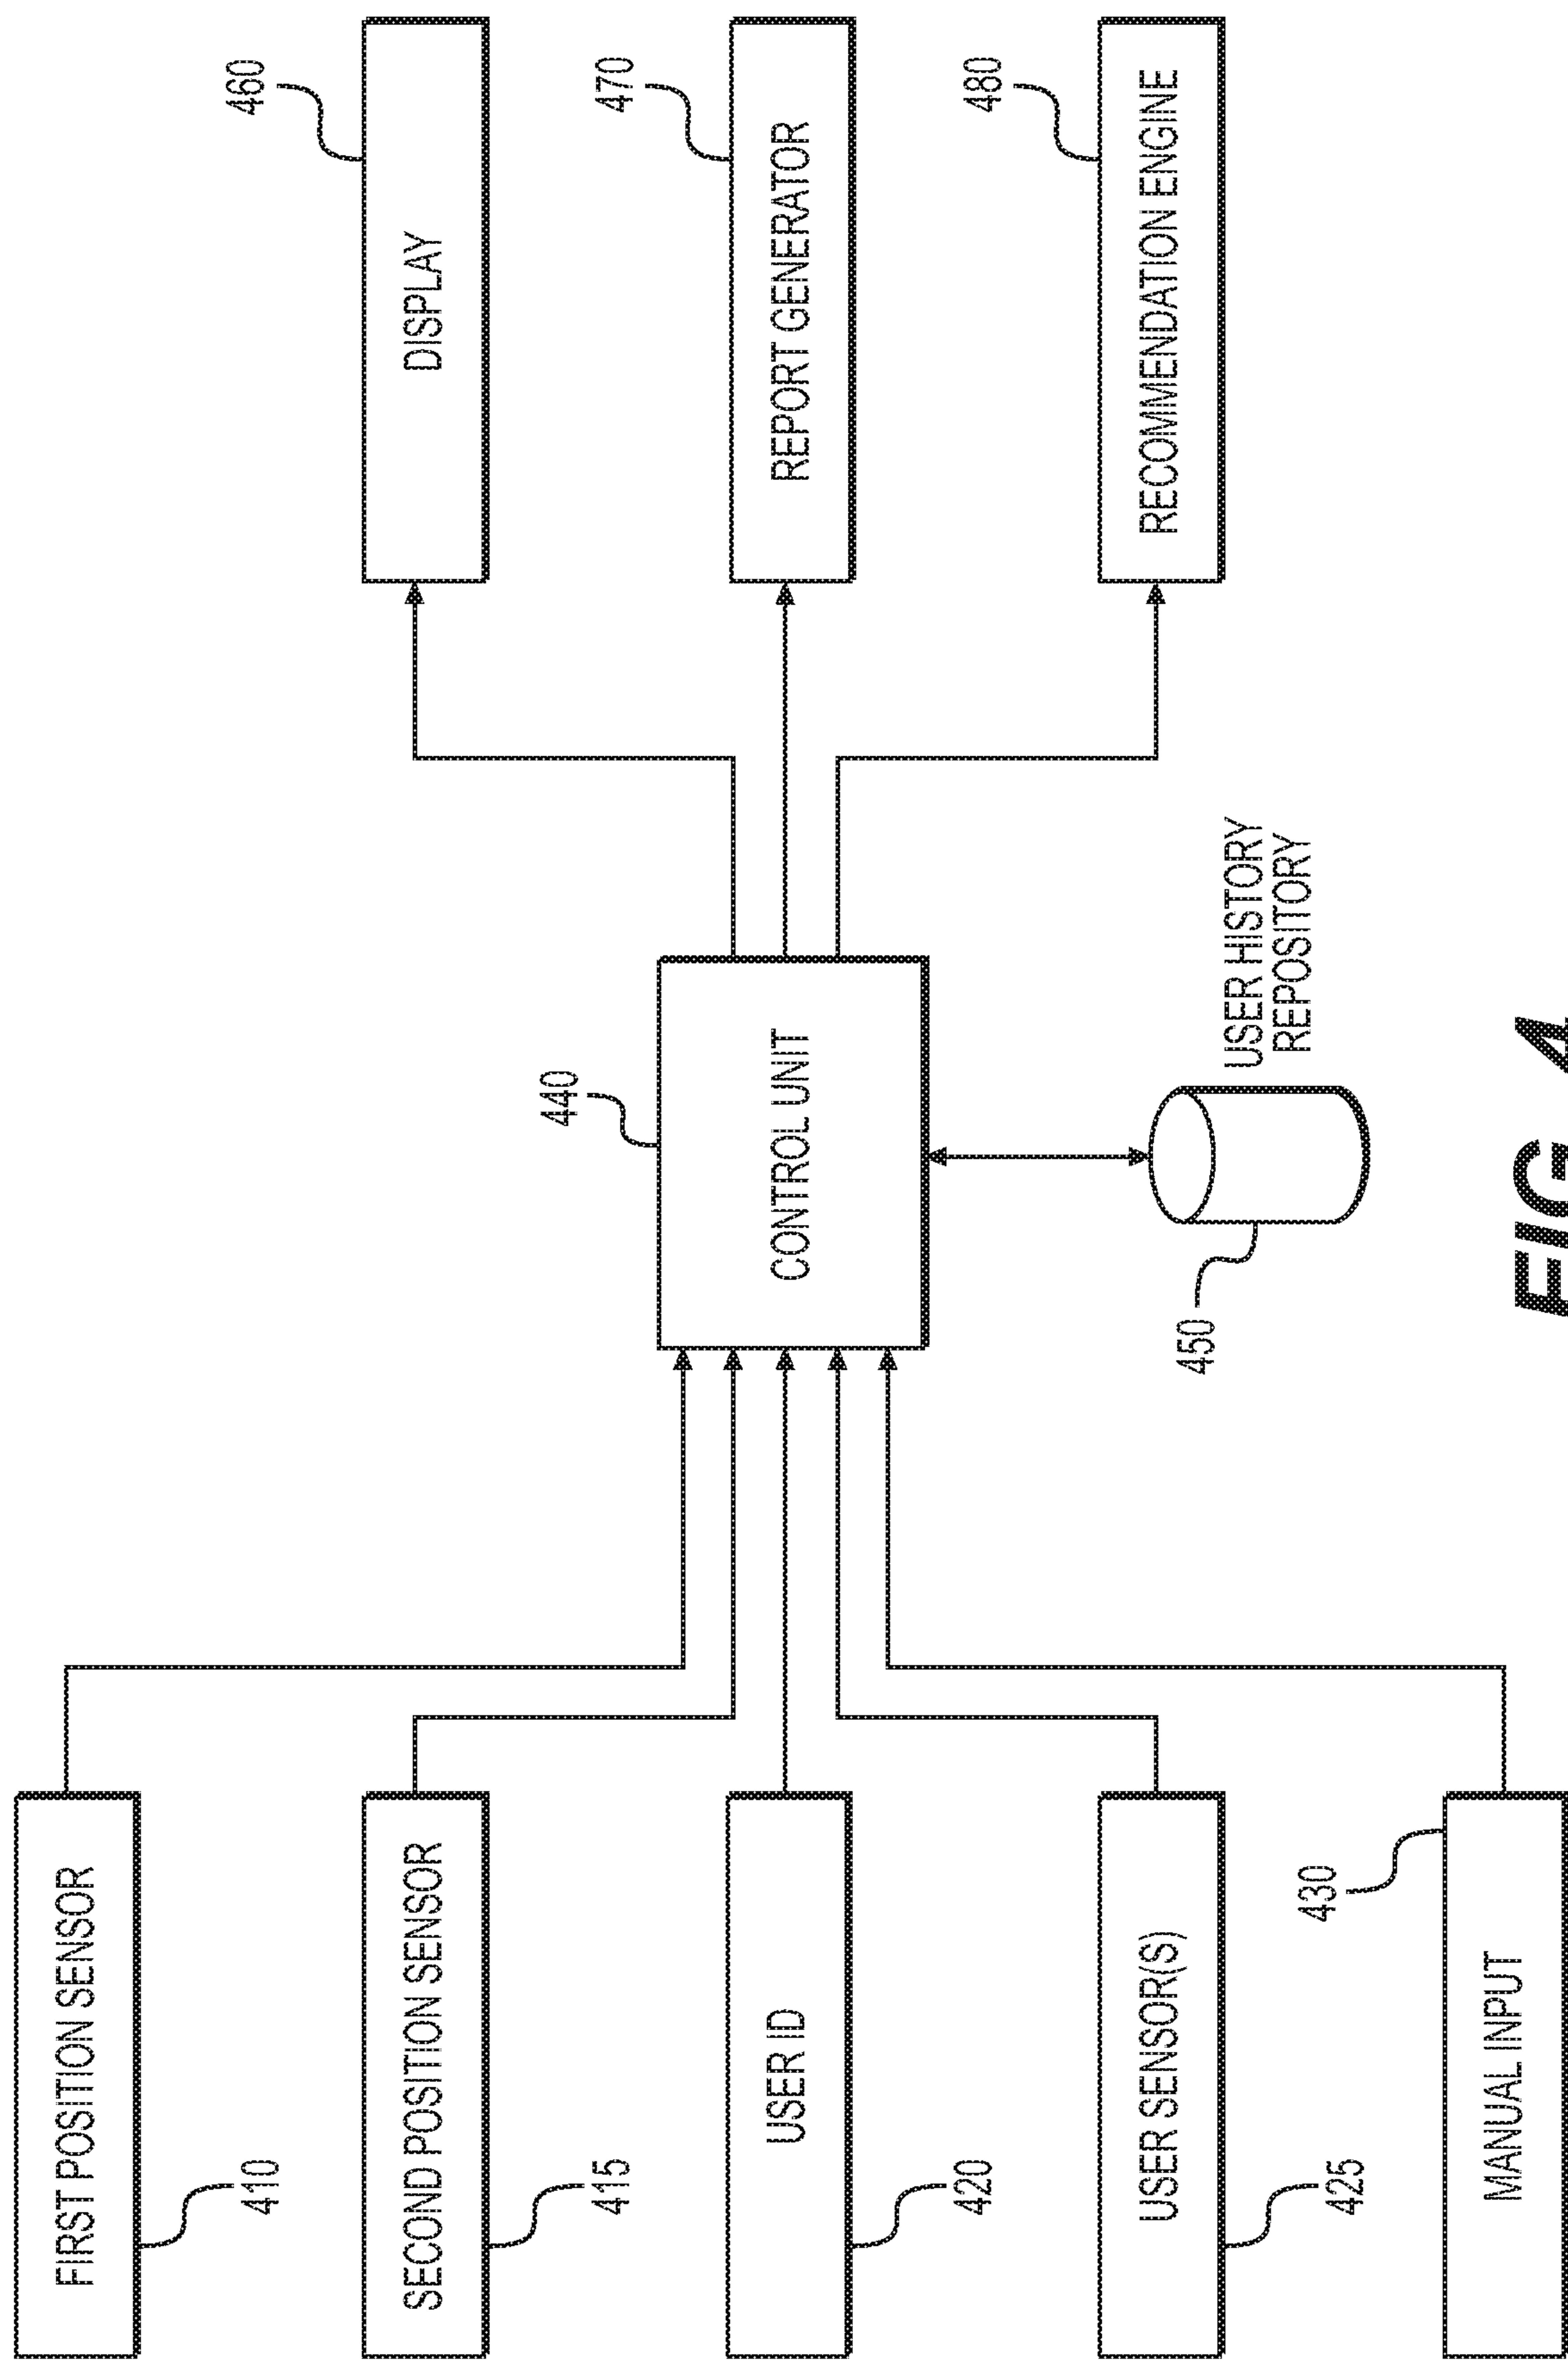 FIRST POSITION SENSOR
410
SECOND POSITION SENSOR
415
USER ID
420
USER SENSOR(S)
425
MANUAL INPUT
430
CONTROL UNIT
440
USER HISTORY
REPOSITORY
450
DISPLAY
460
REPORT GENERATOR
470
RECOMMENDATION ENGINE
480
FIG. 4